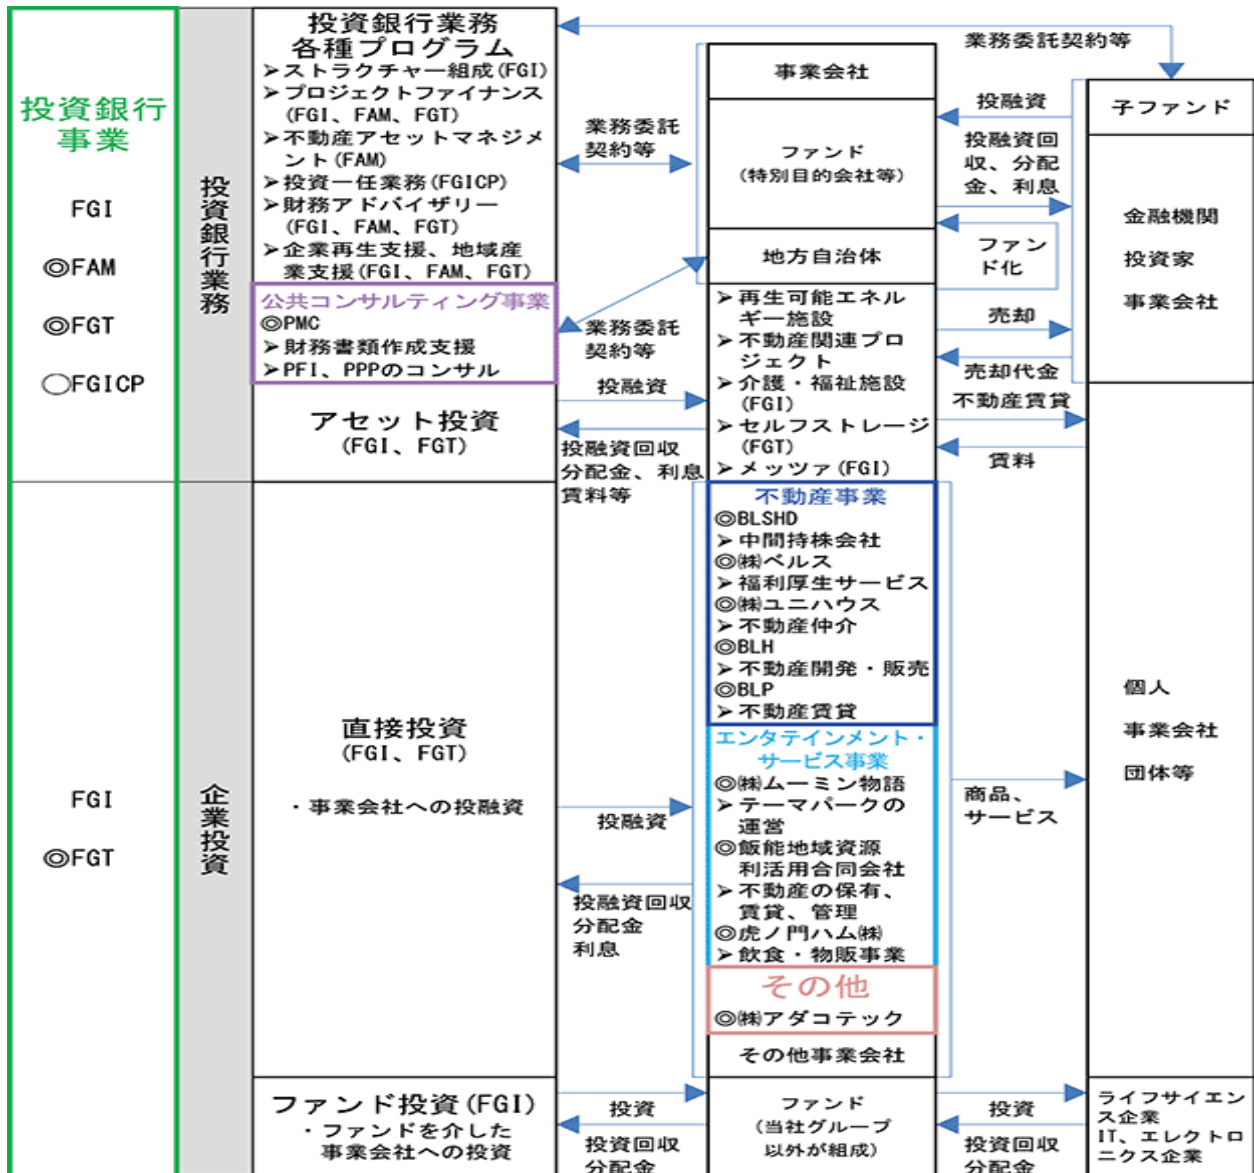 投資銀行
事業
FGI
◎FAM
◎FGT
○FGICP
投資銀行業務
投資銀行業務
各種プログラム
➢ストラクチャー組成(FGI)
➢プロジェクトファイナンス
(FGI、FAM、FGT)
➢不動産アセットマネジメ
ント(FAM)
➢投資一任業務(FGICP)
➢財務アドバイザリー
(FGI、FAM、FGT)
➢企業再生支援、地域産
業支援(FGI、FAM、FGT)
公共コンサルティング事業
◎PMC
➢財務書類作成支援
➢PFI、PPPのコンサル
アセット投資
(FGI、FGT)
業務委託
契約等
業務委託
契約等
投融資
投融資回収
分配金、利息
賃料等
事業会社
ファンド
(特別目的会社等)
地方自治体
➢再生可能エネル
ギー施設
➢不動産関連プロ
ジェクト
➢介護・福祉施設
(FGI)
➢セルフストレージ
(FGT)
➢メッツァ(FGI)
業務委託契約等
投融資
投融資回
収、分配
金、利息
ファン
ド化
売却
売却代金
不動産賃貸
賃料
子ファンド
金融機関
投資家
事業会社
FGI
◎FGT
企業投資
直接投資
(FGI、FGT)
・事業会社への投融資
投融資
投融資回収
分配金
利息
不動産事業
◎BLSHD
➢中間持株会社
◎㈱ベルス
➢福利厚生サービス
◎㈱ユニハウス
➢不動産仲介
◎BLH
➢不動産開発・販売
◎BLP
➢不動産賃貸
エンタテインメント・
サービス事業
◎㈱ムーミン物語
➢テーマパークの
運営
◎飯能地域資源
利活用合同会社
➢不動産の保有、
賃貸、管理
◎虎ノ門ハム㈱
➢飲食・物販事業
その他
◎㈱アダコテック
その他事業会社
商品、
サービス
個人
事業会社
団体等
ファンド投資(FGI)
・ファンドを介した
事業会社への投資
投資
投資回収
分配金
ファンド
(当社グループ
以外が組成)
投資
投資回収
分配金
ライフサイエン
ス企業
IT、エレクトロ
ニクス企業